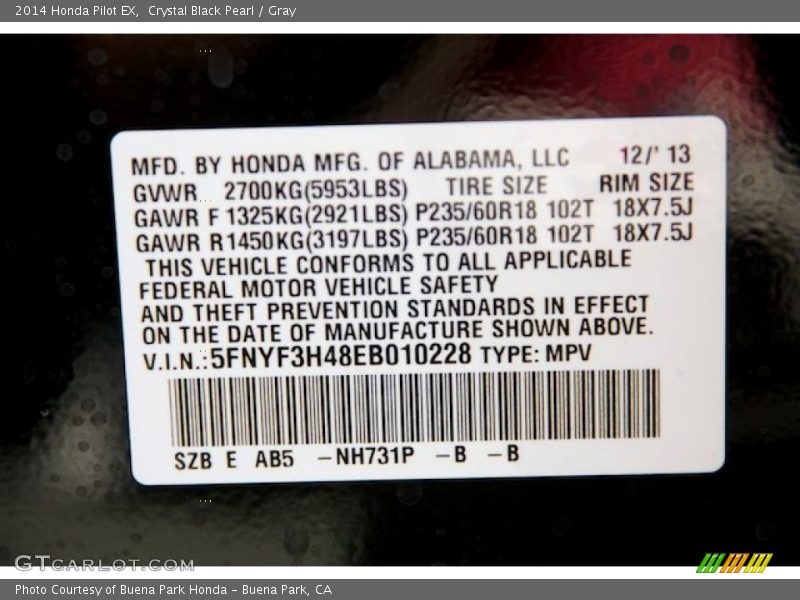 2014 Honda Pilot EX,  Crystal Black Pearl / Gray
MFD. BY HONDA MFG. OF ALABAMA, LLC 12/' 13
GVWR 2700KG(5953LBS) TIRE SIZE RIM SIZE
GAWR F 1325KG(2921LBS) P235/60R18 102T 18X7.5J
GAWR R1450KG(3197LBS) P235/60R18 102T 18X7.5J
THIS VEHICLE CONFORMS TO ALL APPLICABLE
FEDERAL MOTOR VEHICLE SAFETY
AND THEFT PREVENTION STANDARDS IN EFFECT
ON THE DATE OF MANUFACTURE SHOWN ABOVE.
V.I.N.:5FNYF3H48EB010228 TYPE: MPV
SZB E AB5 -NH731P -B -B
GTCARLOT.COM
Photo Courtesy of Buena Park Honda - Buena Park, CA